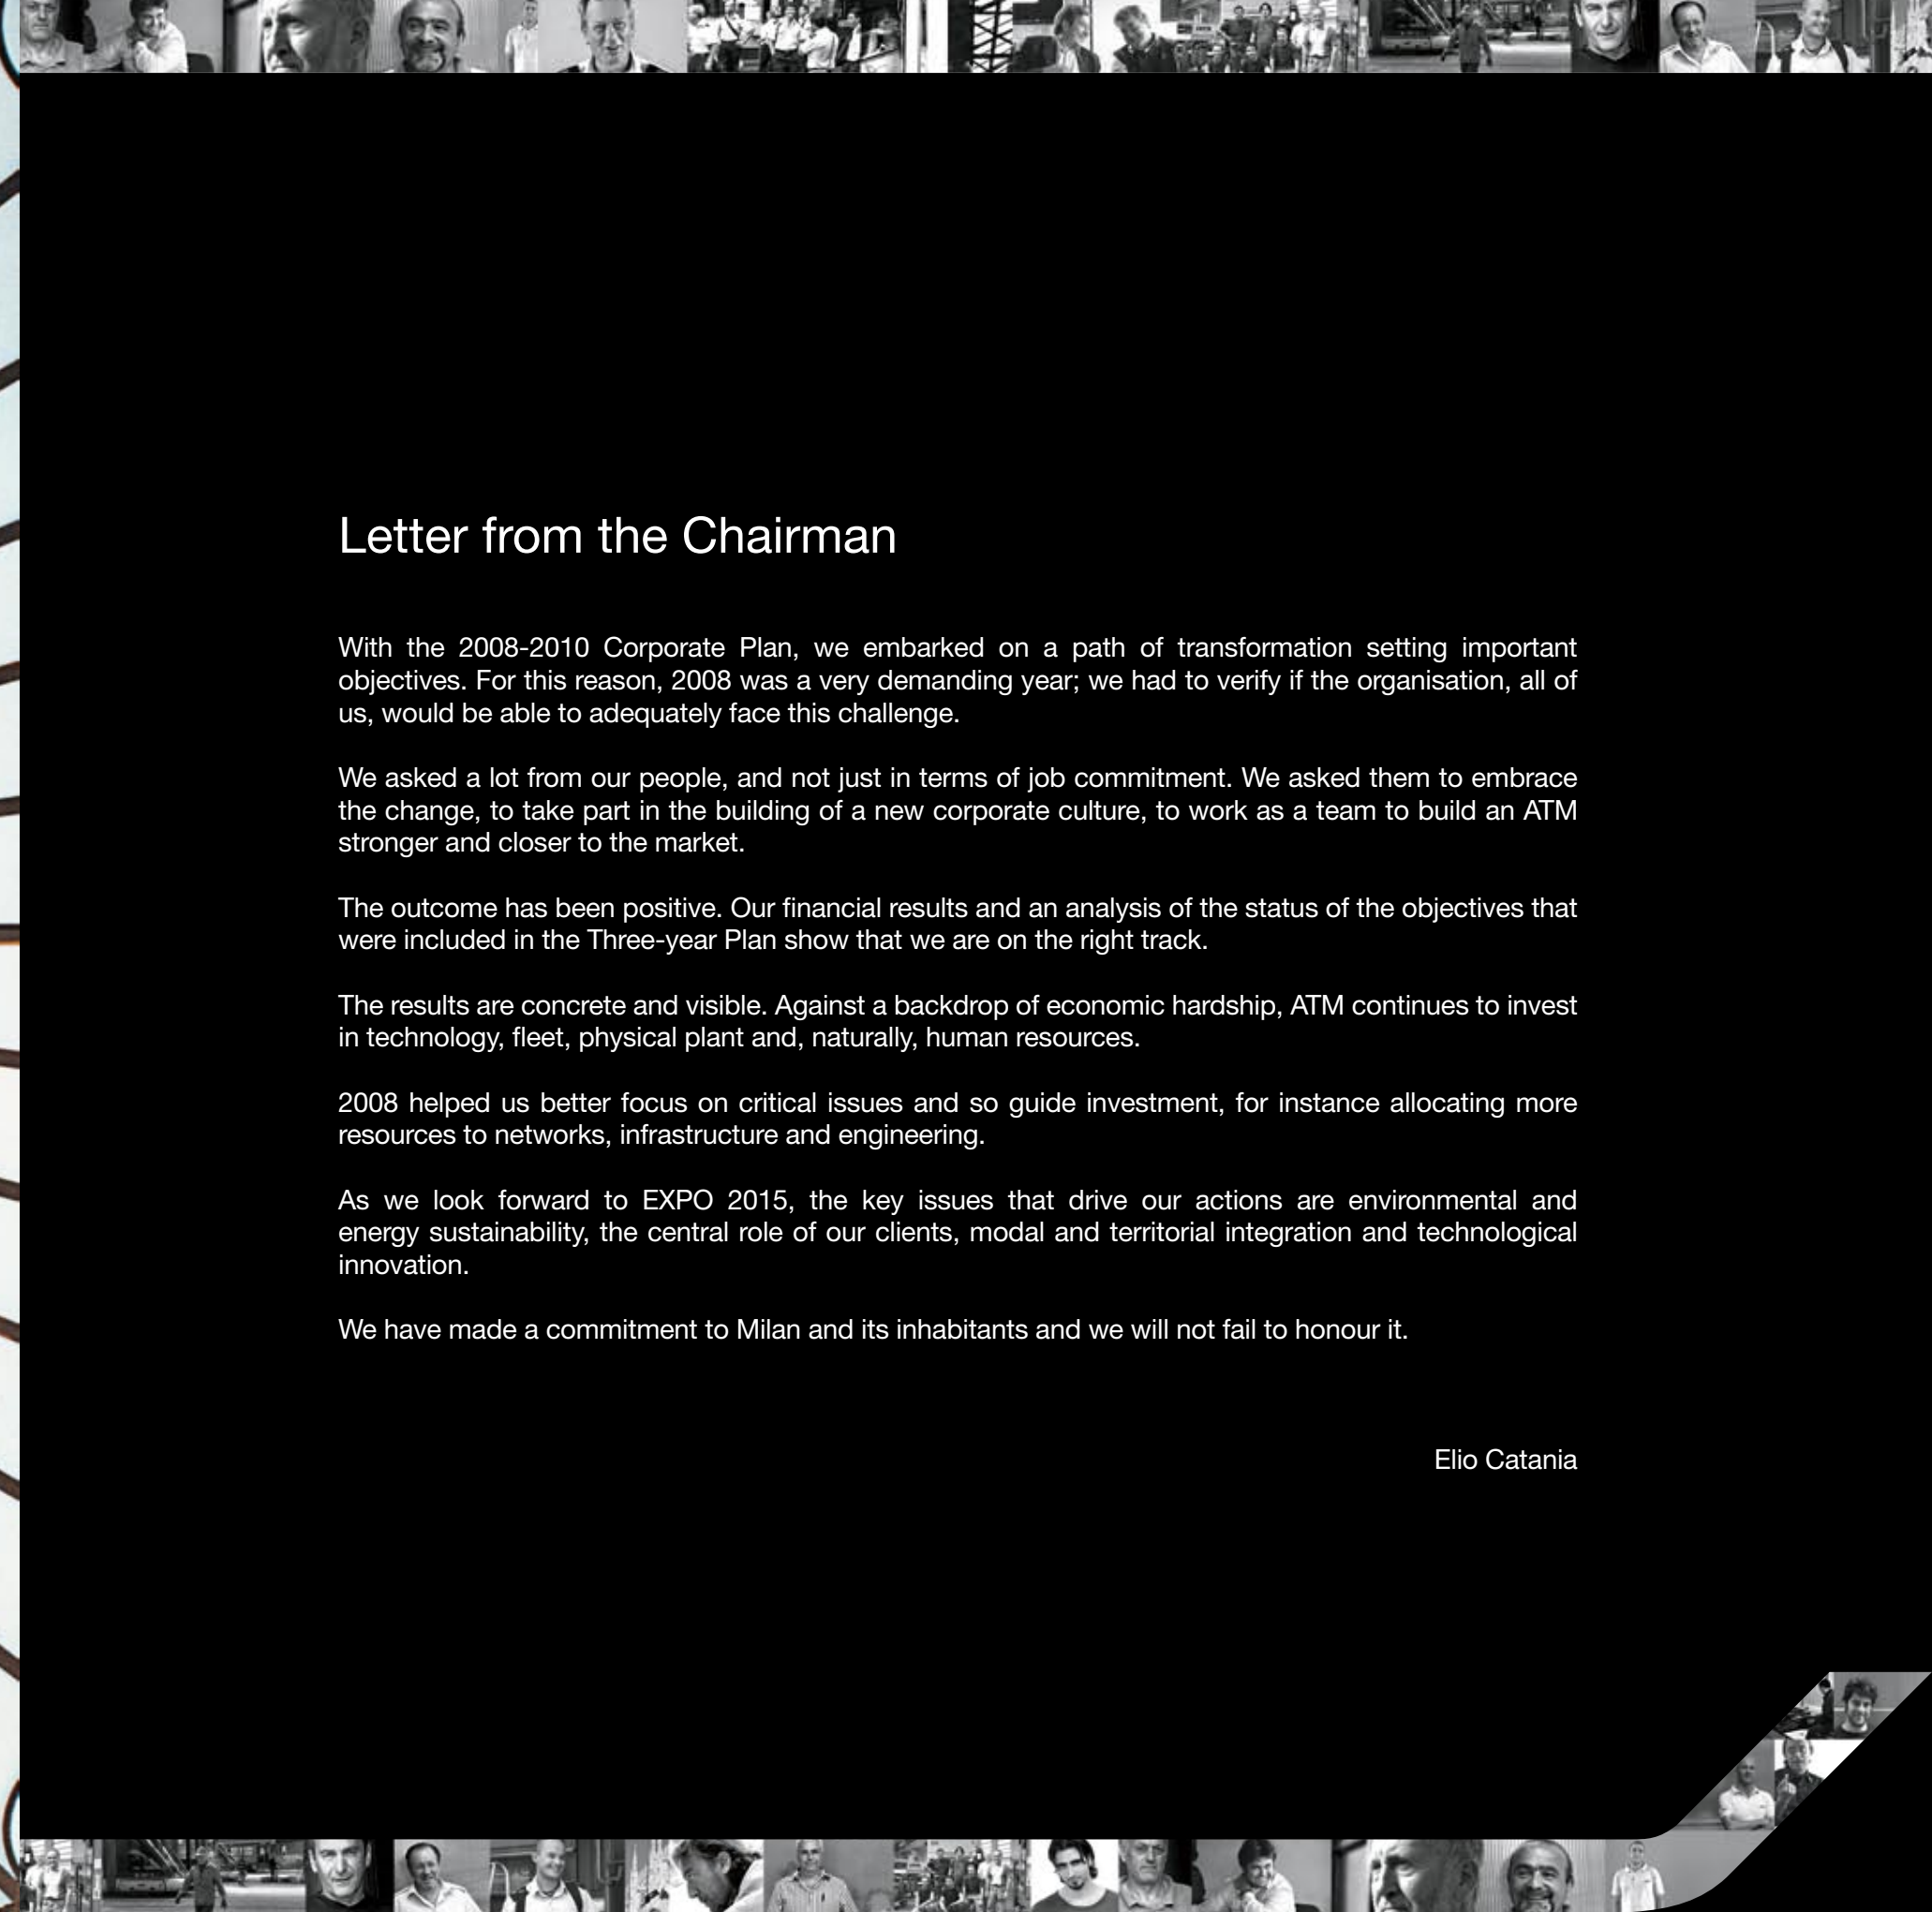 Letter from the Chairman
With the 2008-2010 Corporate Plan, we embarked on a path of transformation setting important
objectives. For this reason, 2008 was a very demanding year; we had to verify if the organisation, all of
us, would be able to adequately face this challenge.
We asked a lot from our people, and not just in terms of job commitment. We asked them to embrace
the change, to take part in the building of a new corporate culture, to work as a team to build an ATM
stronger and closer to the market.
The outcome has been positive. Our financial results and an analysis of the status of the objectives that
were included in the Three-year Plan show that we are on the right track.
The results are concrete and visible. Against a backdrop of economic hardship, ATM continues to invest
in technology, fleet, physical plant and, naturally, human resources.
2008 helped us better focus on critical issues and so guide investment, for instance allocating more
resources to networks, infrastructure and engineering.
As we look forward to EXPO 2015, the key issues that drive our actions are environmental and
energy sustainability, the central role of our clients, modal and territorial integration and technological
innovation.
We have made a commitment to Milan and its inhabitants and we will not fail to honour it.
Elio Catania